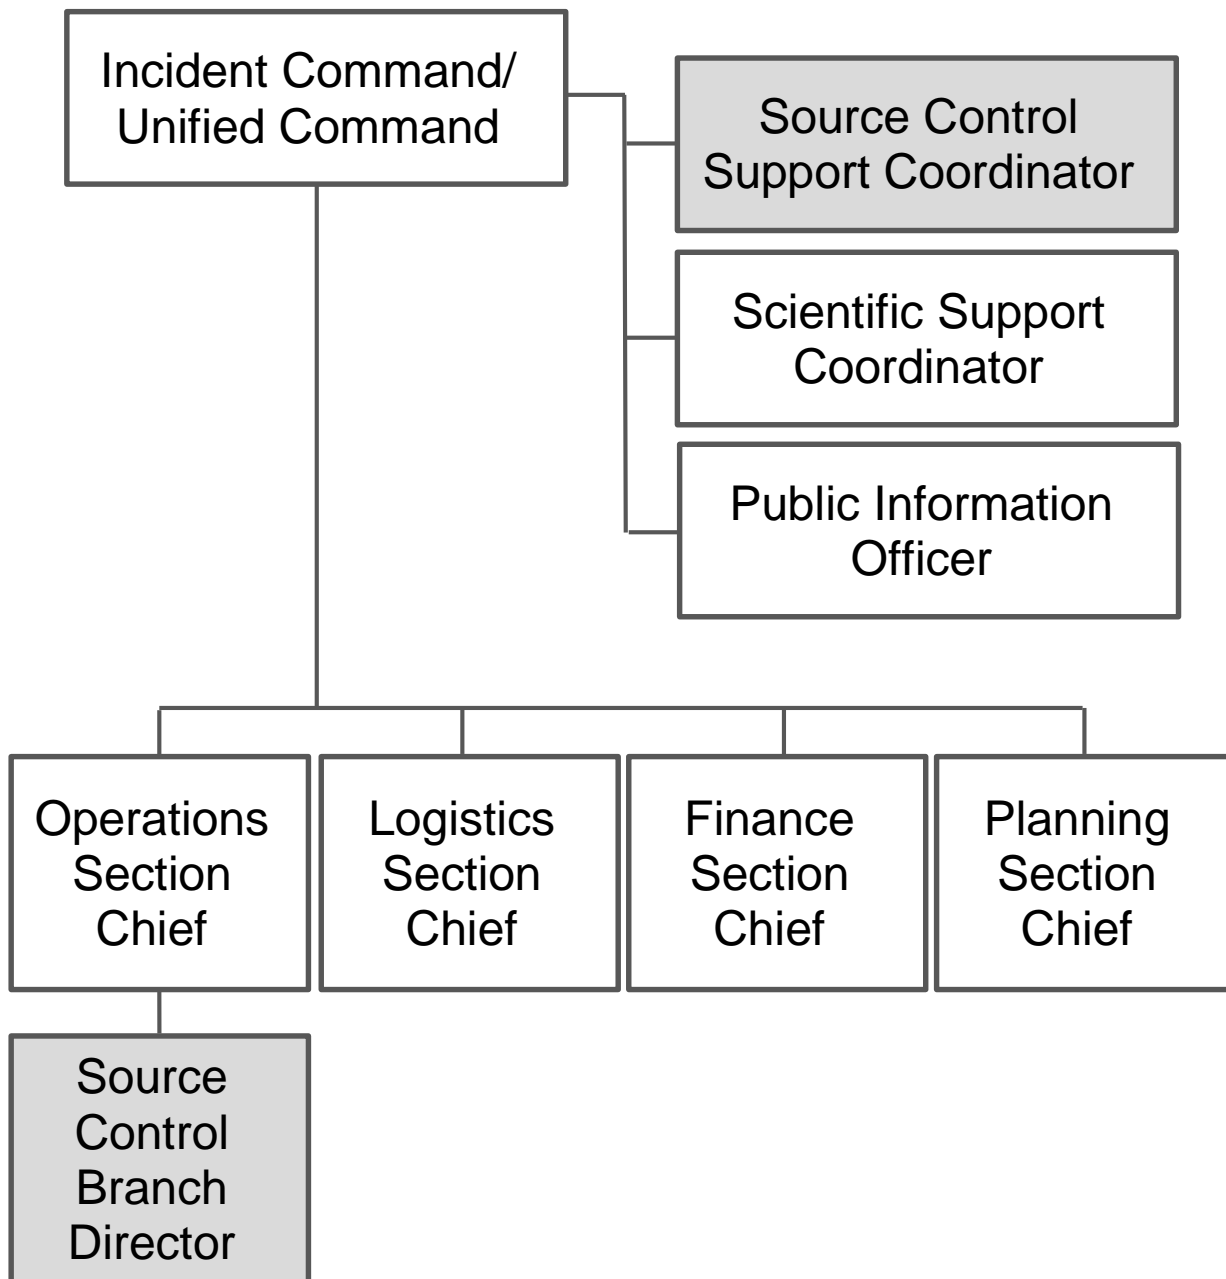 Incident Command/
Unified Command
Source Control
Support Coordinator
Scientific Support
Coordinator
Public Information
Officer
Operations
Section
Chief
Logistics
Section
Chief
Finance
Section
Chief
Planning
Section
Chief
Source
Control
Branch
Director